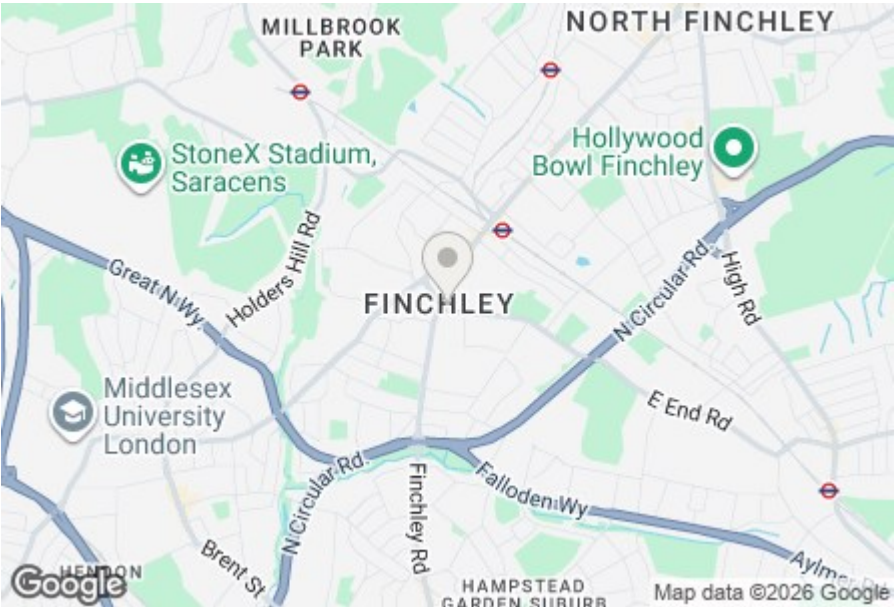 MILLBROOK
PARK
NORTH FINCHLEY
StoneX Stadium,
Saracens
Hollywood
Bowl Finchley
Holders Hill Rd
Great N Wy
FINCHLEY
N Circular Rd
High Rd
Middlesex
University
London
E End Rd
N Circular Rd.
Finchley Rd
Falloden Wy
Brent St
HAMPSTEAD
GARDEN SUBURB
Aylmer
Google
Map data ©2026 Google